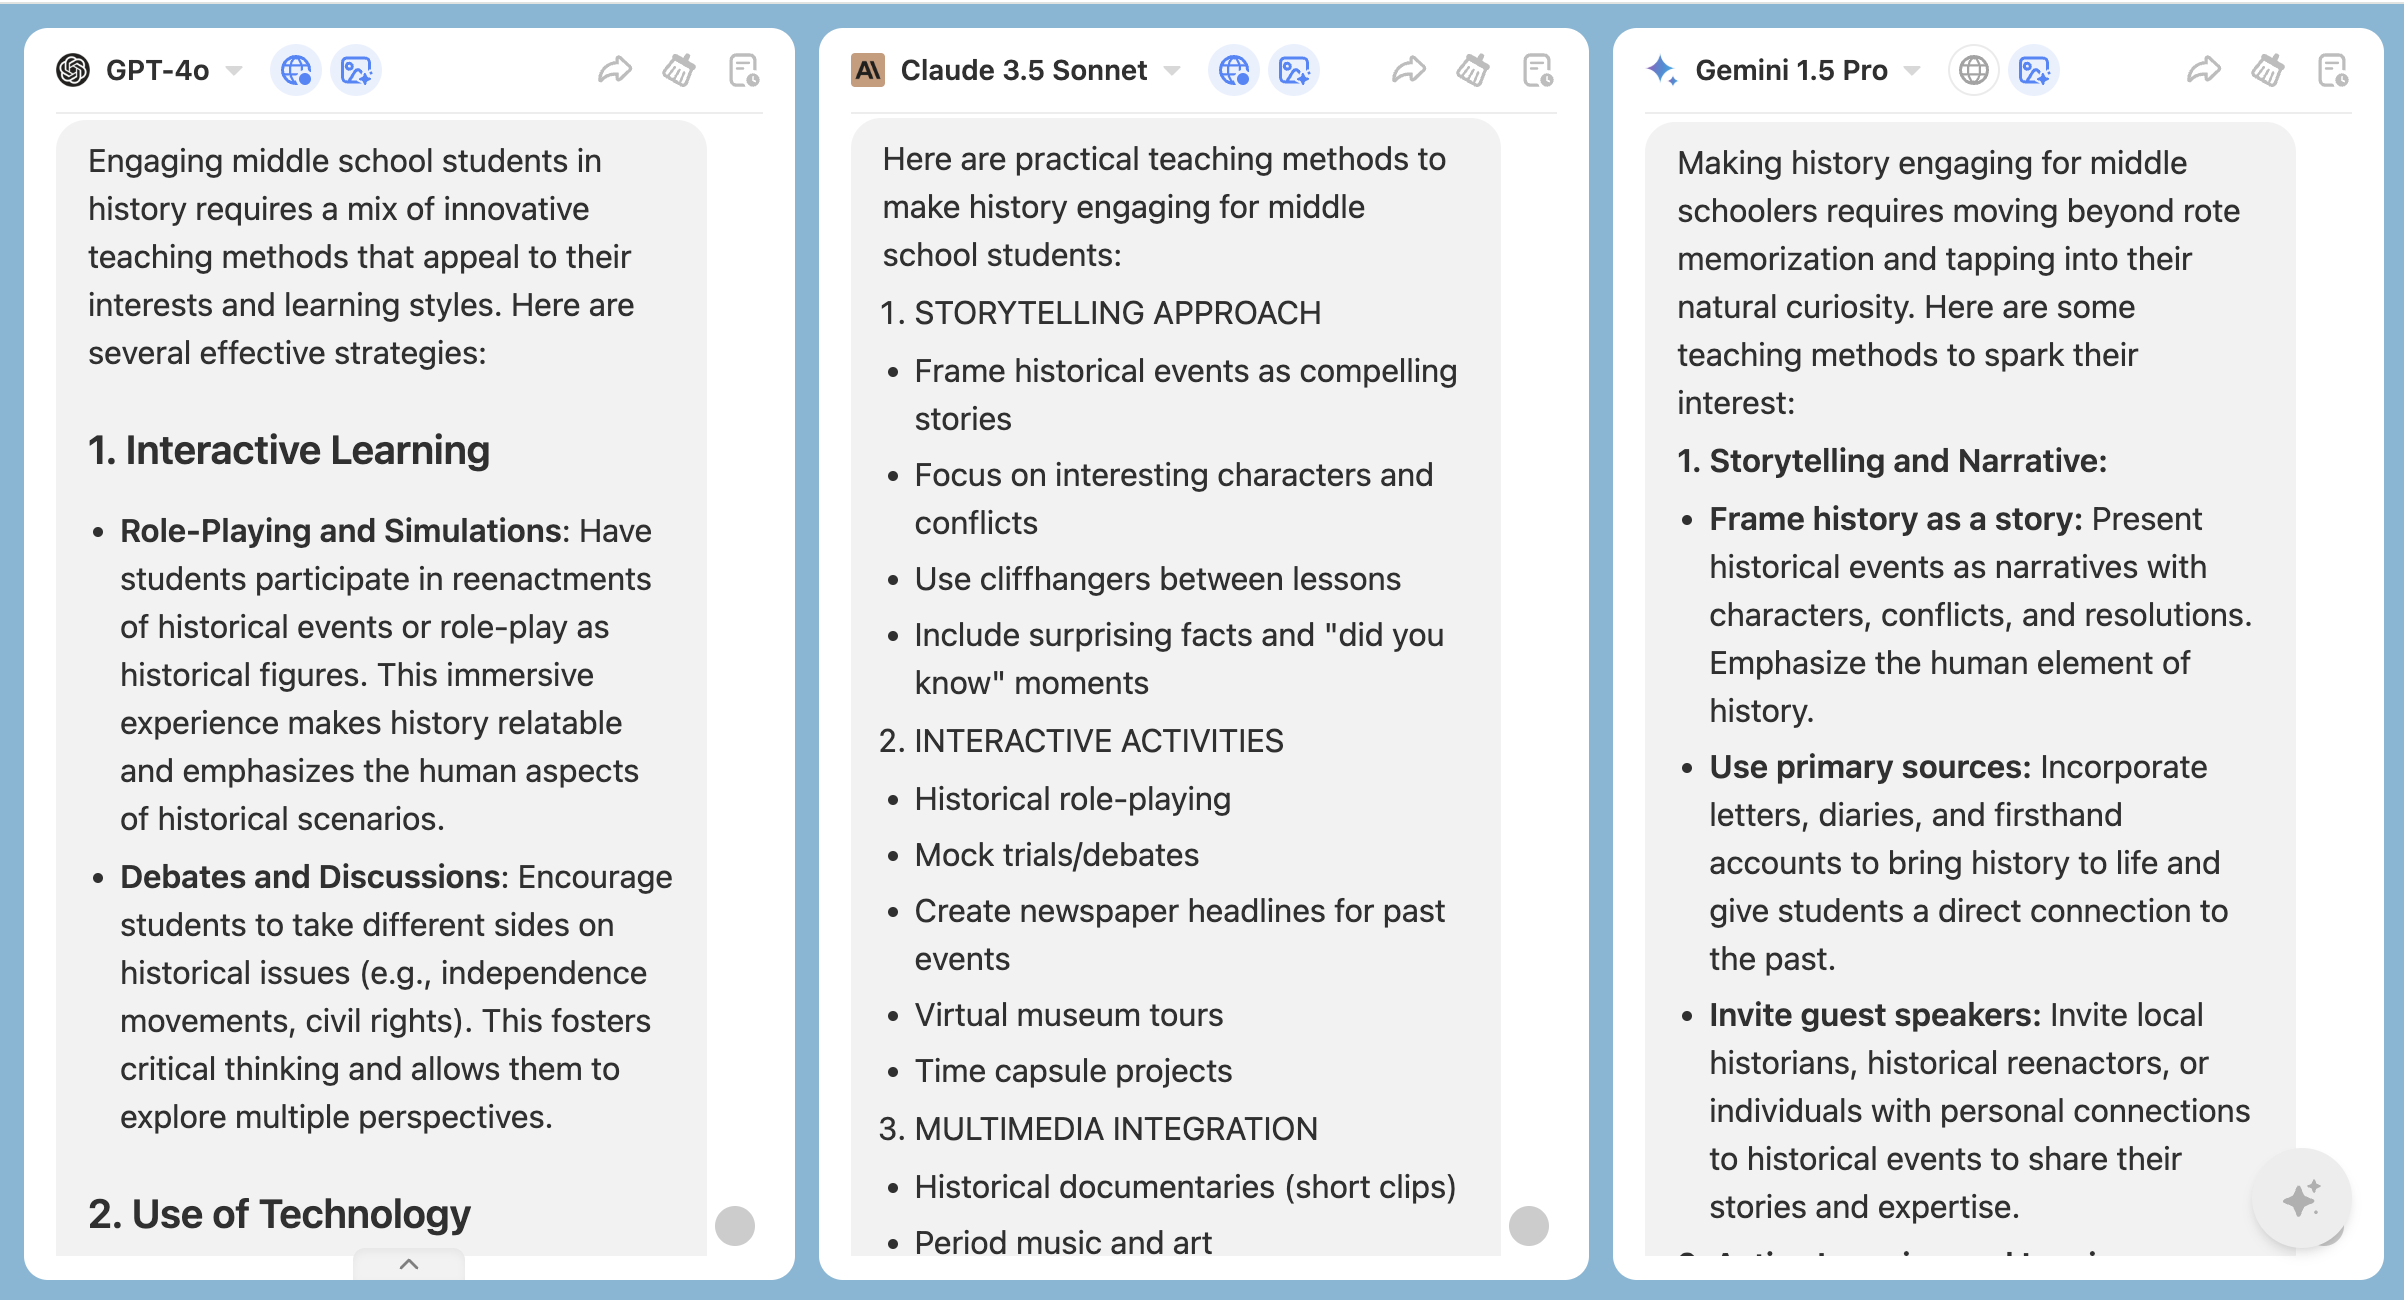 GPT-4o
Engaging middle school students in
history requires a mix of innovative
teaching methods that appeal to their
interests and learning styles. Here are
several effective strategies:
1. Interactive Learning
• Role-Playing and Simulations: Have
students participate in reenactments
of historical events or role-play as
historical figures. This immersive
experience makes history relatable
and emphasizes the human aspects
of historical scenarios.
• Debates and Discussions: Encourage
students to take different sides on
historical issues (e.g., independence
movements, civil rights). This fosters
critical thinking and allows them to
explore multiple perspectives.
2. Use of Technology
Claude 3.5 Sonnet
Here are practical teaching methods to
make history engaging for middle
school students:
1. STORYTELLING APPROACH
• Frame historical events as compelling
stories
• Focus on interesting characters and
conflicts
• Use cliffhangers between lessons
• Include surprising facts and "did you
know" moments
2. INTERACTIVE ACTIVITIES
• Historical role-playing
• Mock trials/debates
• Create newspaper headlines for past
events
• Virtual museum tours
• Time capsule projects
3. MULTIMEDIA INTEGRATION
• Historical documentaries (short clips)
• Period music and art
Gemini 1.5 Pro
Making history engaging for middle
schoolers requires moving beyond rote
memorization and tapping into their
natural curiosity. Here are some
teaching methods to spark their
interest:
1. Storytelling and Narrative:
• Frame history as a story: Present
historical events as narratives with
characters, conflicts, and resolutions.
Emphasize the human element of
history.
• Use primary sources: Incorporate
letters, diaries, and firsthand
accounts to bring history to life and
give students a direct connection to
the past.
• Invite guest speakers: Invite local
historians, historical reenactors, or
individuals with personal connections
to historical events to share their
stories and expertise.